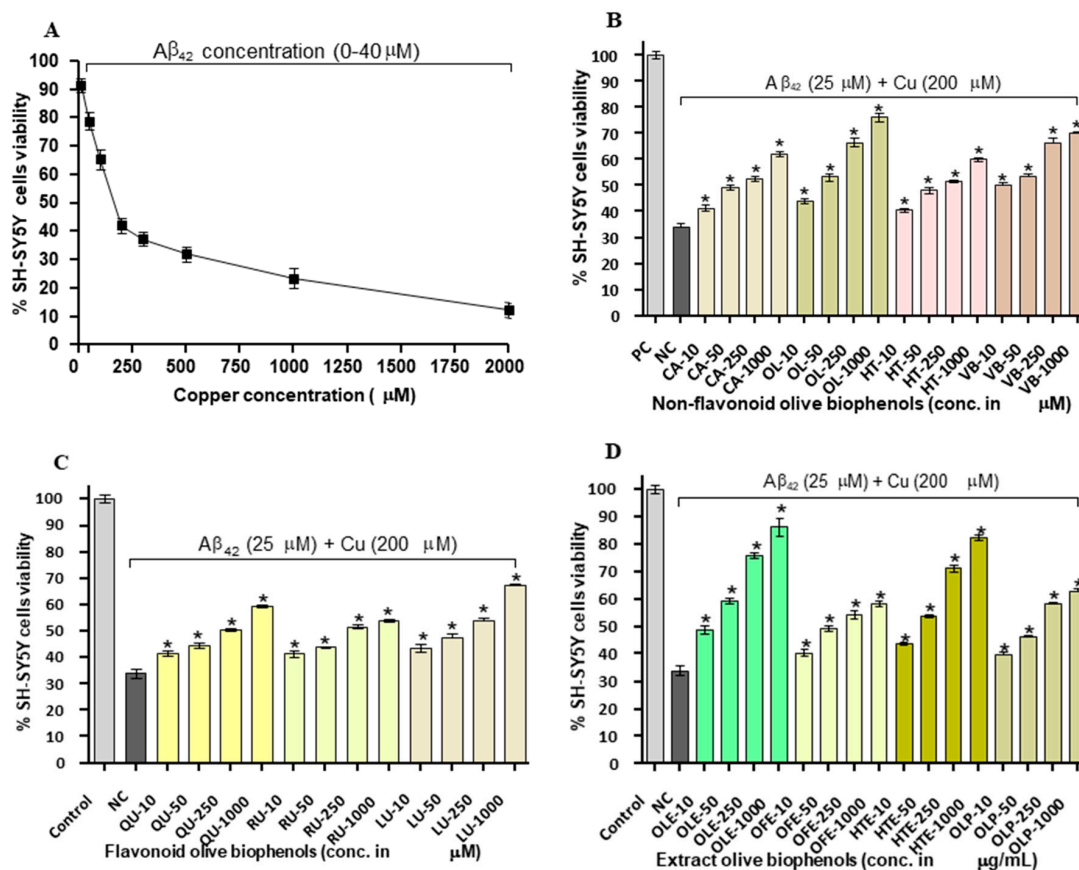 A
Aβ42 concentration (0-40 μM)
% SH-SY5Y cells viability
100
90
80
70
60
50
40
30
20
10
0
250
500
750
1000
1250
1500
1750
2000
Copper concentration ( μM)
B
Aβ42 (25 μM) + Cu (200 μM)
% SH-SY5Y cells viability
100
90
80
70
60
50
40
30
20
10
0
* * * * * * * * * * * * * * * *
PC
NC
CA-10
CA-50
CA-250
CA-1000
OL-10
OL-50
OL-250
OL-1000
HT-10
HT-50
HT-250
HT-1000
VB-10
VB-50
VB-250
VB-1000
Non-flavonoid olive biophenols (conc. in μM)
C
Aβ42 (25 μM) + Cu (200 μM)
% SH-SY5Y cells viability
100
90
80
70
60
50
40
30
20
10
0
* * * * * * * * * * * *
Control
NC
QU-10
QU-50
QU-250
QU-1000
RU-10
RU-50
RU-250
RU-1000
LU-10
LU-50
LU-250
LU-1000
Flavonoid olive biophenols (conc. in μM)
D
Aβ42 (25 μM) + Cu (200 μM)
% SH-SY5Y cells viability
100
90
80
70
60
50
40
30
20
10
0
* * * * * * * * * * * * * * * *
Control
NC
OLE-10
OLE-50
OLE-250
OLE-1000
OFE-10
OFE-50
OFE-250
OFE-1000
HTE-10
HTE-50
HTE-250
HTE-1000
OLP-10
OLP-50
OLP-250
OLP-1000
Extract olive biophenols (conc. in μg/mL)